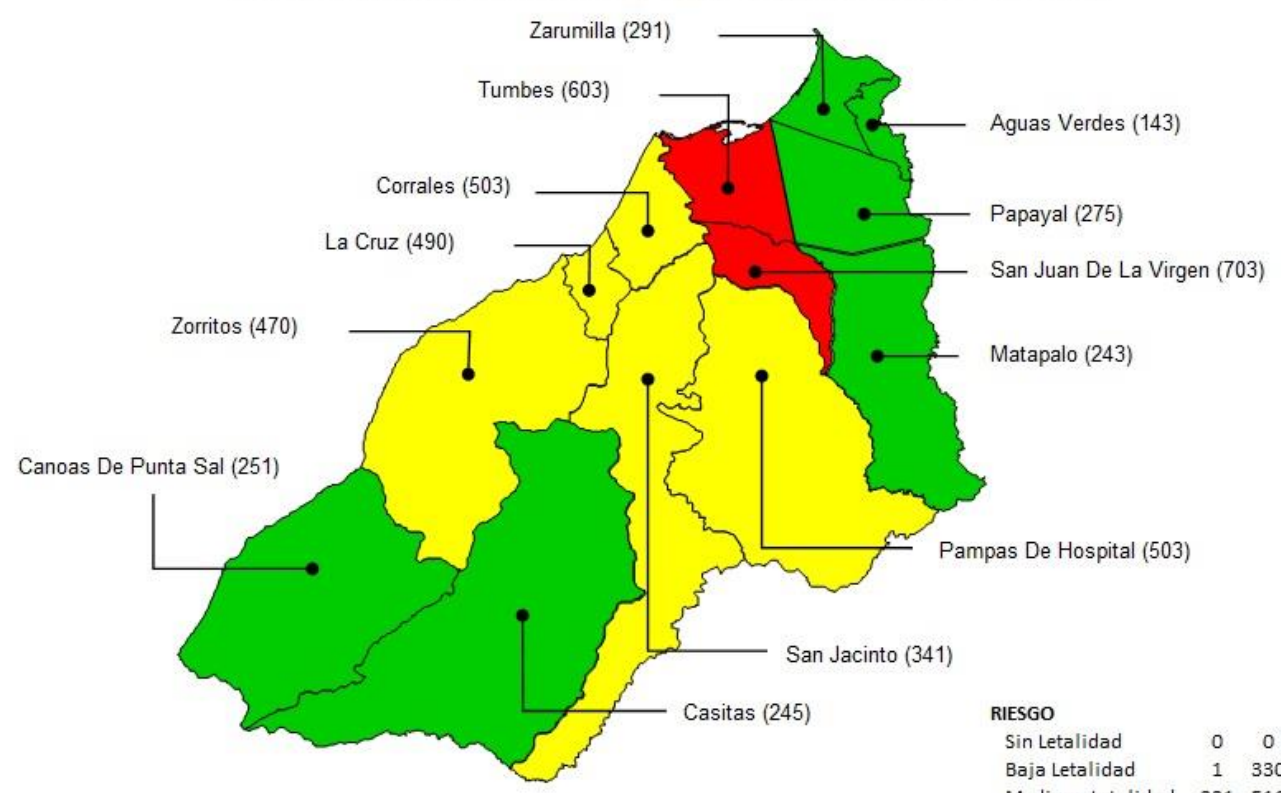 Zarumilla (291)
Tumbes (603)
Aguas Verdes (143)
Corrales (503)
Papayal (275)
La Cruz (490)
San Juan De La Virgen (703)
Zorritos (470)
Matapalo (243)
Canoas De Punta Sal (251)
Pampas De Hospital (503)
San Jacinto (341)
Casitas (245)
RIESGO
Sin Letalidad 0 0
Baja Letalidad 1 330